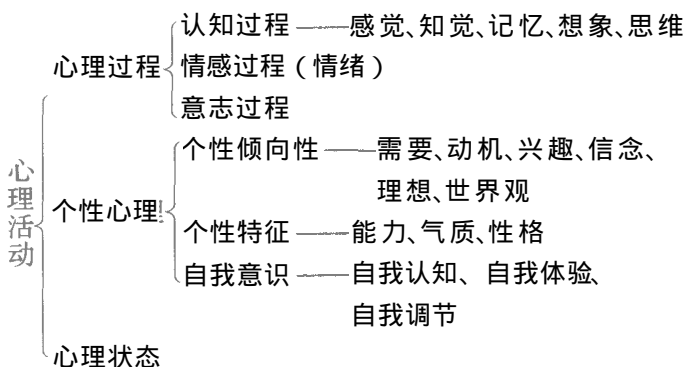 认知过程——感觉、知觉、记忆、想象、思维
心理过程
情感过程（情绪）
意志过程
个性倾向性——需要、动机、兴趣、信念、
理想、世界观
心理活动
个性心理
个性特征——能力、气质、性格
自我意识——自我认知、自我体验、
自我调节
心理状态